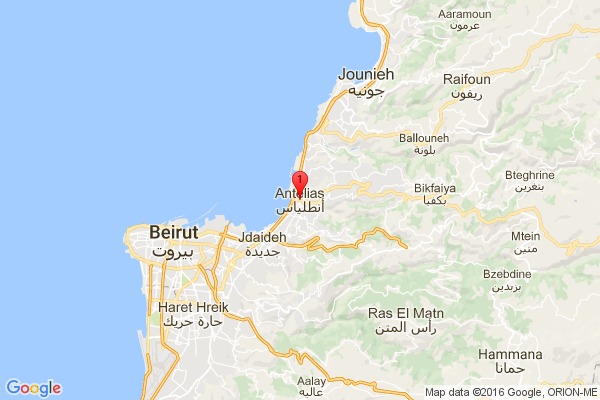 Aaramoun
عرمون
Jounieh
جونيه
Raifoun
ريفون
Ballouneh
بلونة
Bteghrine
بتغرين
1
Antelias
أنطلياس
Bikfaiya
بكفيا
Beirut
بيروت
Jdaideh
جديدة
Mtein
متين
Bzebdine
بزبدين
Haret Hreik
حارة حريك
Ras El Matn
رأس المتن
Hammana
حمانا
Aalay
عاليه
Google
Map data ©2016 Google, ORION-ME